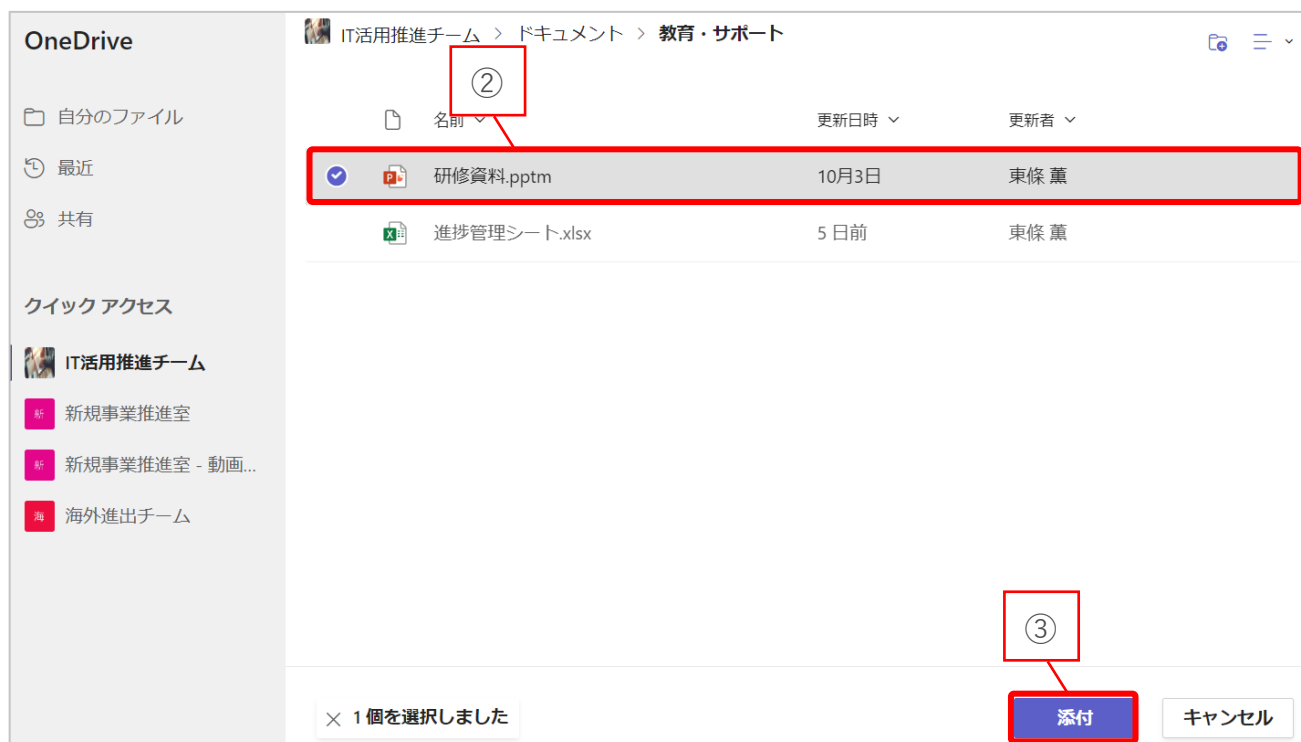 OneDrive
自分のファイル
最近
共有
クイック アクセス
IT活用推進チーム
新 新規事業推進室
新 新規事業推進室 - 動画...
海 海外進出チーム
IT活用推進チーム > ドキュメント > 教育・サポート
②
名前 更新日時 更新者
研修資料.pptm 10月3日 東條 薫
進捗管理シート.xlsx 5 日前 東條 薫
③
× 1 個を選択しました 添付 キャンセル